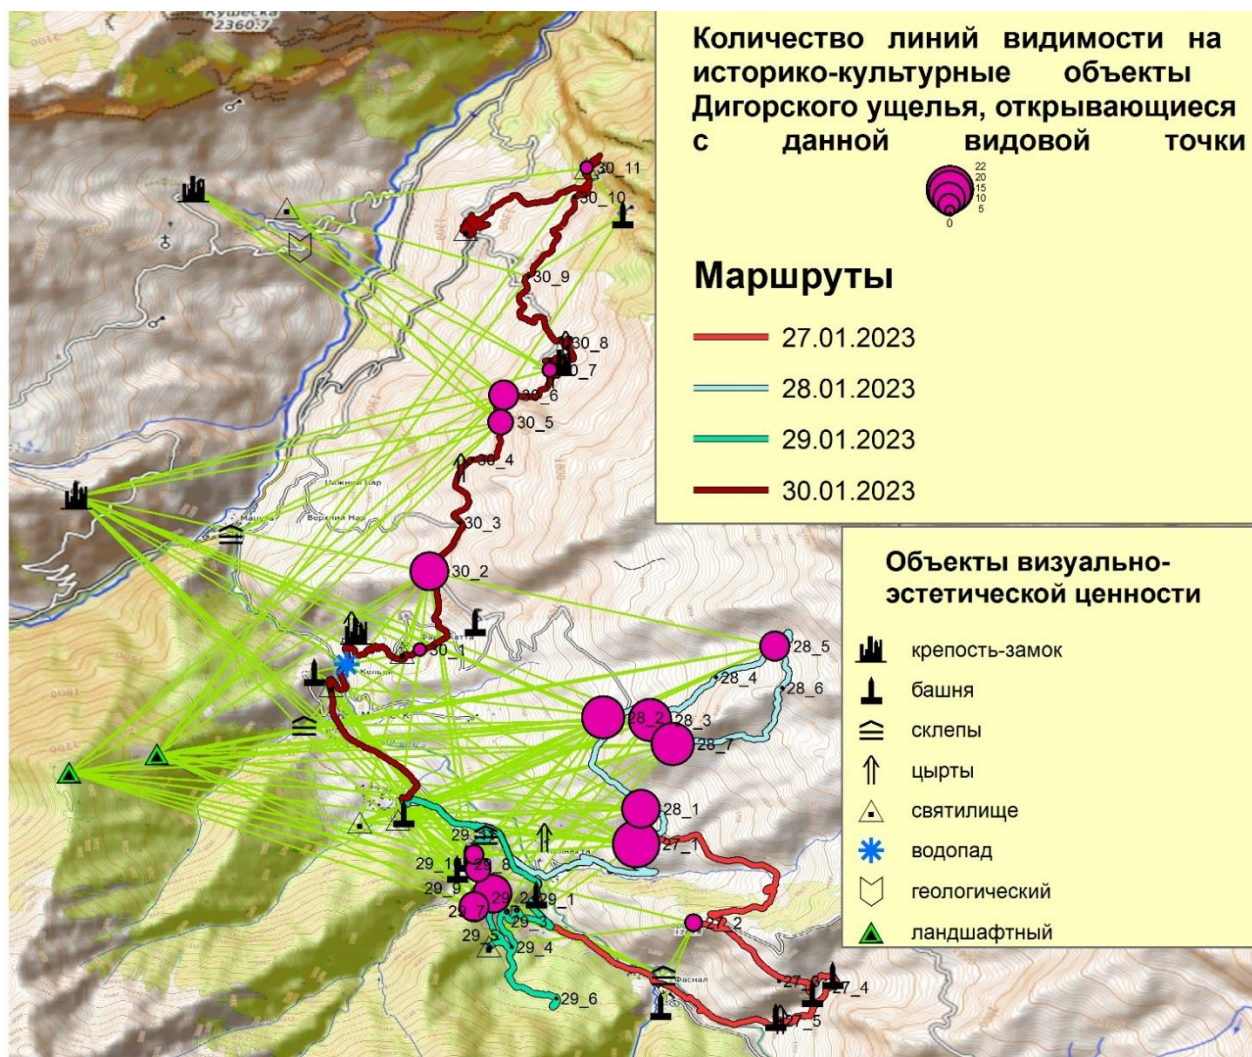 Кушеска
2360.7
Количество линий видимости на
историко-культурные объекты
Дигорского ущелья, открывающиеся
с данной видовой точки
22
20
15
10
5
0
Маршруты
27.01.2023
28.01.2023
29.01.2023
30.01.2023
Объекты визуально-
эстетической ценности
крепость-замок
башня
склепы
цырты
святилище
водопад
геологический
ландшафтный
30_11
30_10
30_9
30_8
30_7
30_6
30_5
30_4
Нижний Нар
Мацута
Верхний Нар
30_3
30_2
30_1
28_5
28_4
28_6
28_2
28_3
28_7
28_1
27_1
29_8
29_9
29_1
29_7
29_3
29_5
29_4
29_6
27_2
Фаснал
27_4
27_5